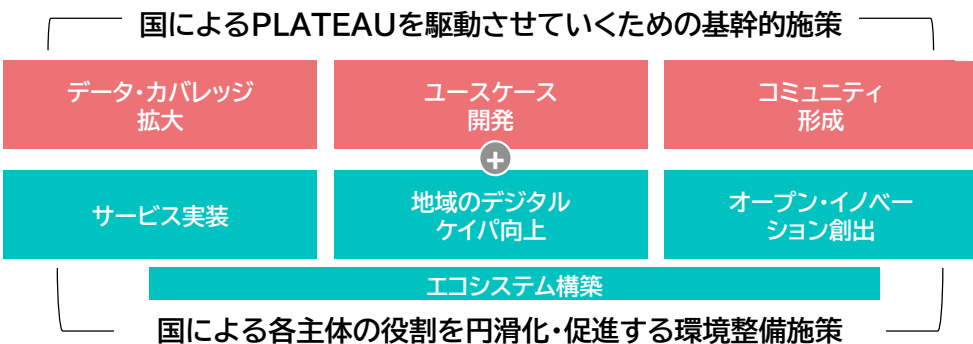 国によるPLATEAUを駆動させていくための基幹的施策
データ・カバレッジ
拡大
ユースケース
開発
コミュニティ
形成
+
サービス実装
地域のデジタル
ケイパ向上
オープン・イノベー
ション創出
エコシステム構築
国による各主体の役割を円滑化・促進する環境整備施策